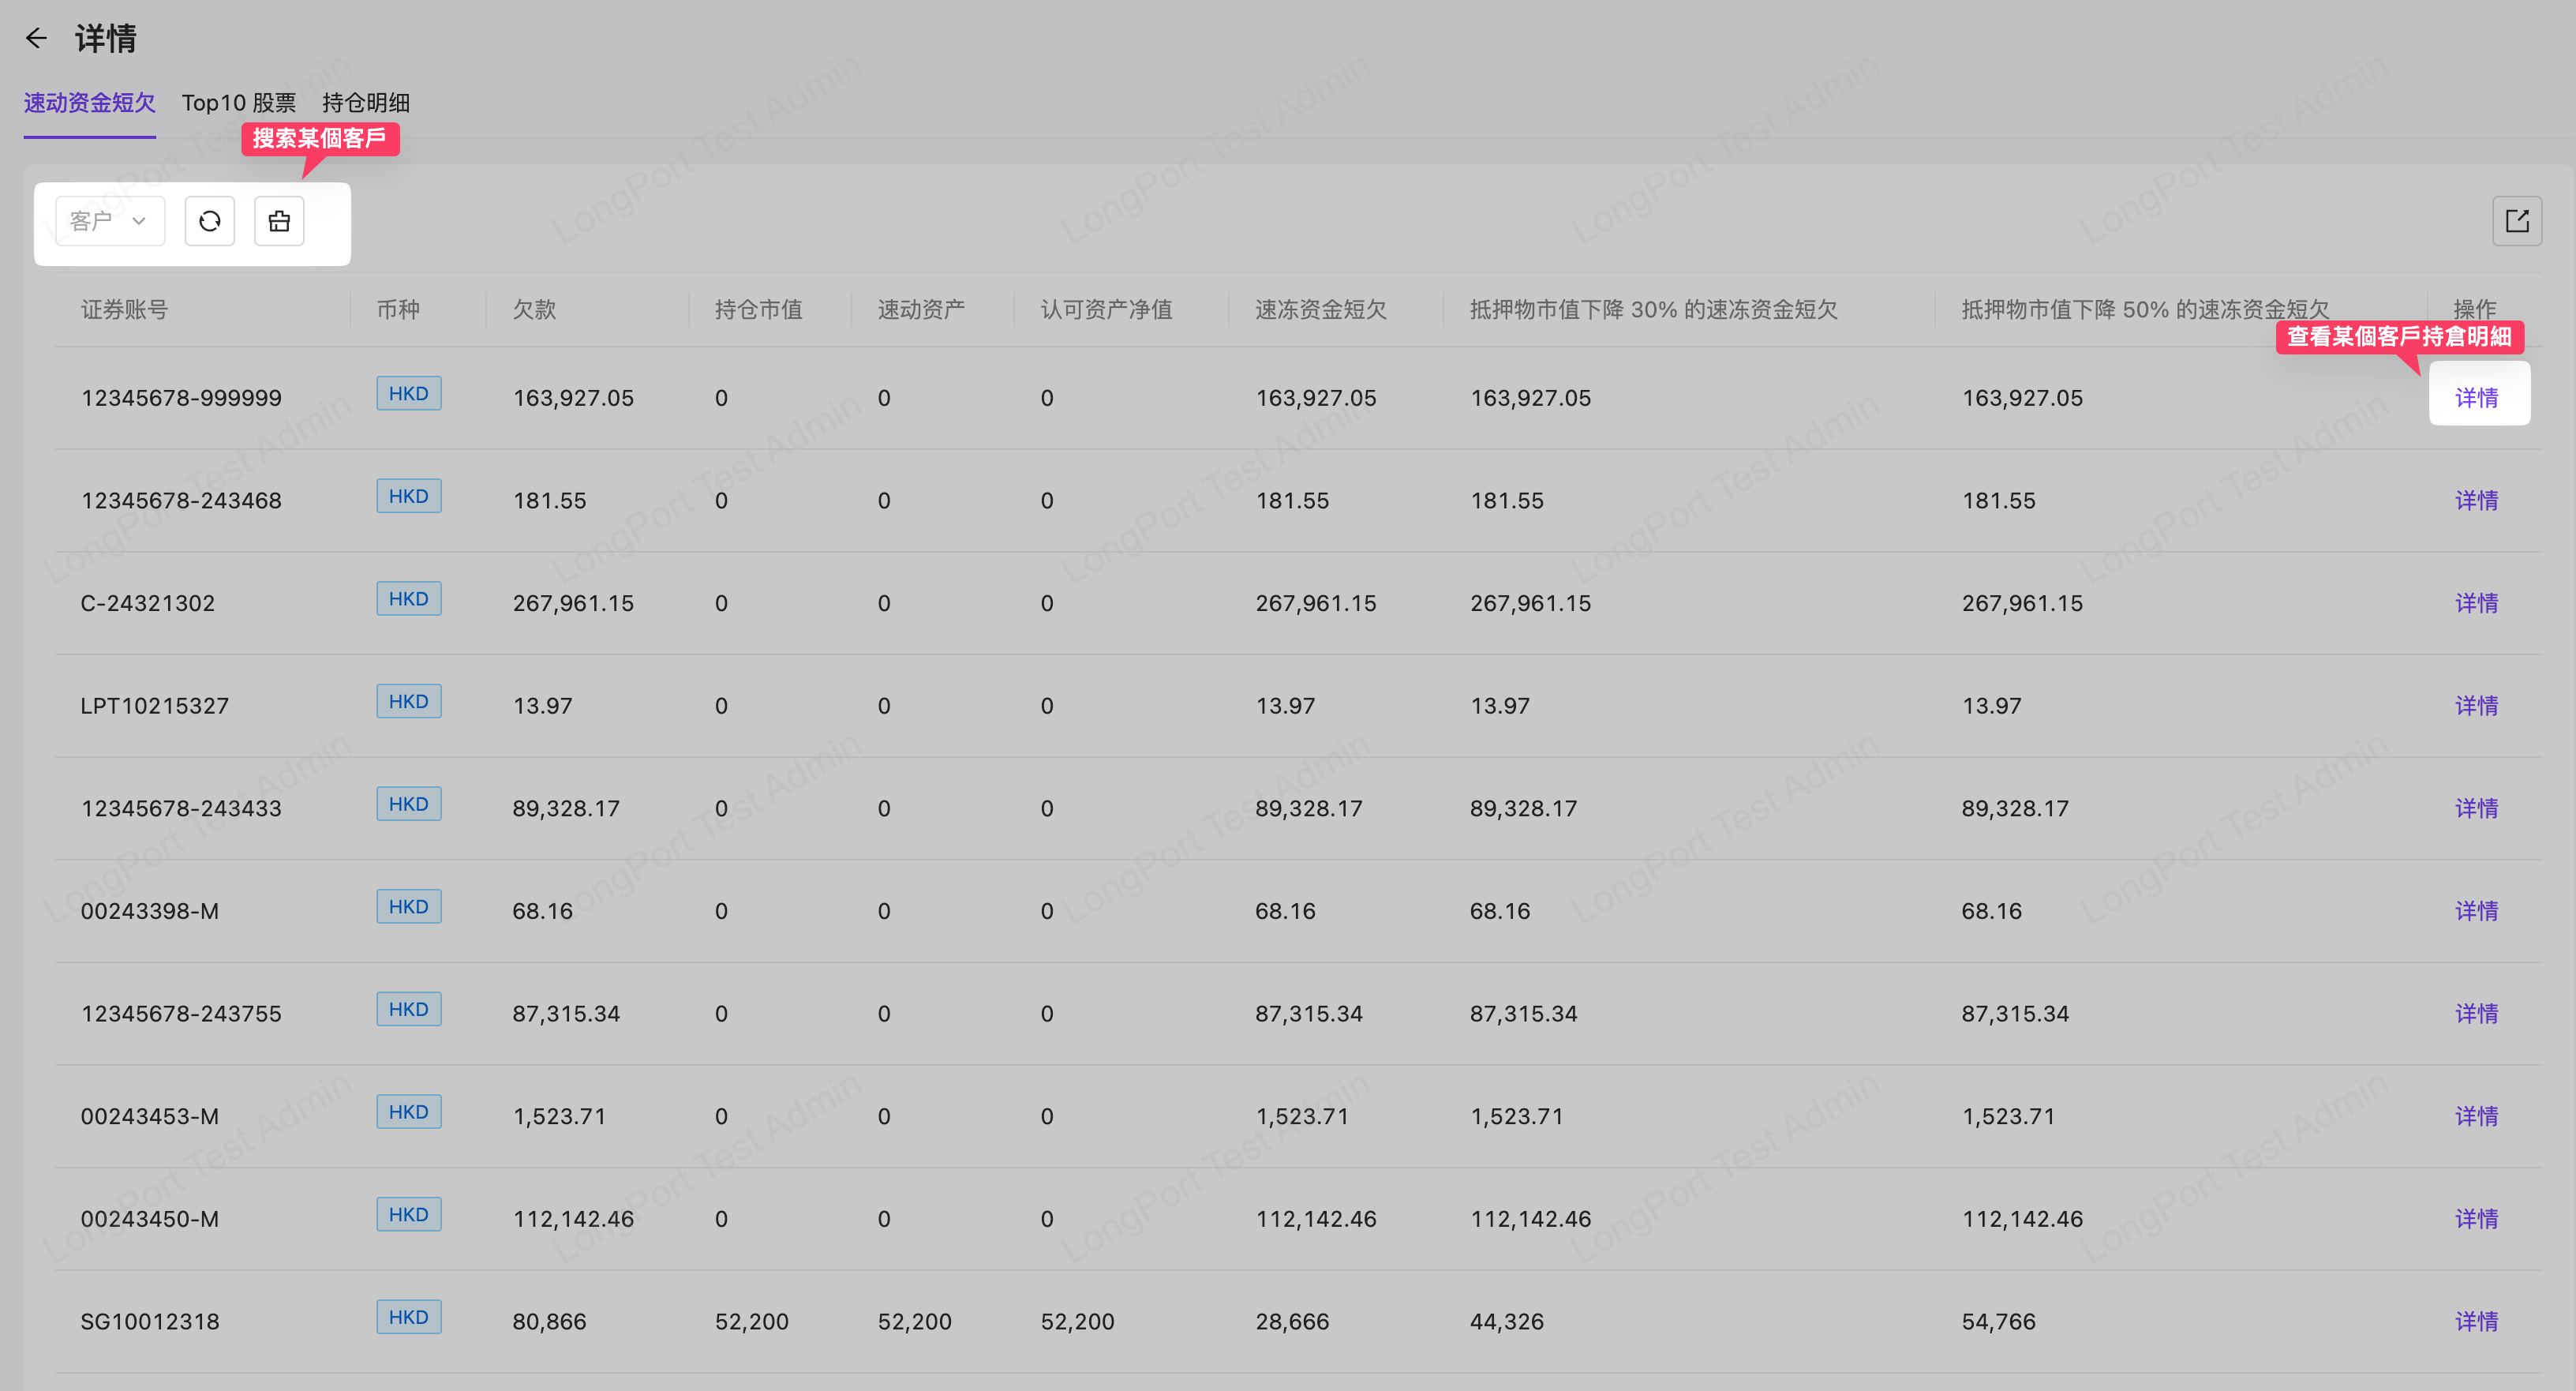 详情
速动资金短欠 Top10 股票 持仓明细
搜索某個客戶
客户
证券账号 币种 欠款 持仓市值 速动资产 认可资产净值 速冻资金短欠 抵押物市值下降 30% 的速冻资金短欠 抵押物市值下降 50% 的速冻资金短欠 操作
查看某個客戶持倉明細
12345678-999999 HKD 163,927.05 0 0 0 163,927.05 163,927.05 163,927.05 详情
12345678-243468 HKD 181.55 0 0 0 181.55 181.55 181.55 详情
C-24321302 HKD 267,961.15 0 0 0 267,961.15 267,961.15 267,961.15 详情
LPT10215327 HKD 13.97 0 0 0 13.97 13.97 13.97 详情
12345678-243433 HKD 89,328.17 0 0 0 89,328.17 89,328.17 89,328.17 详情
00243398-M HKD 68.16 0 0 0 68.16 68.16 68.16 详情
12345678-243755 HKD 87,315.34 0 0 0 87,315.34 87,315.34 87,315.34 详情
00243453-M HKD 1,523.71 0 0 0 1,523.71 1,523.71 1,523.71 详情
00243450-M HKD 112,142.46 0 0 0 112,142.46 112,142.46 112,142.46 详情
SG10012318 HKD 80,866 52,200 52,200 52,200 28,666 44,326 54,766 详情
LongPort Test Admin